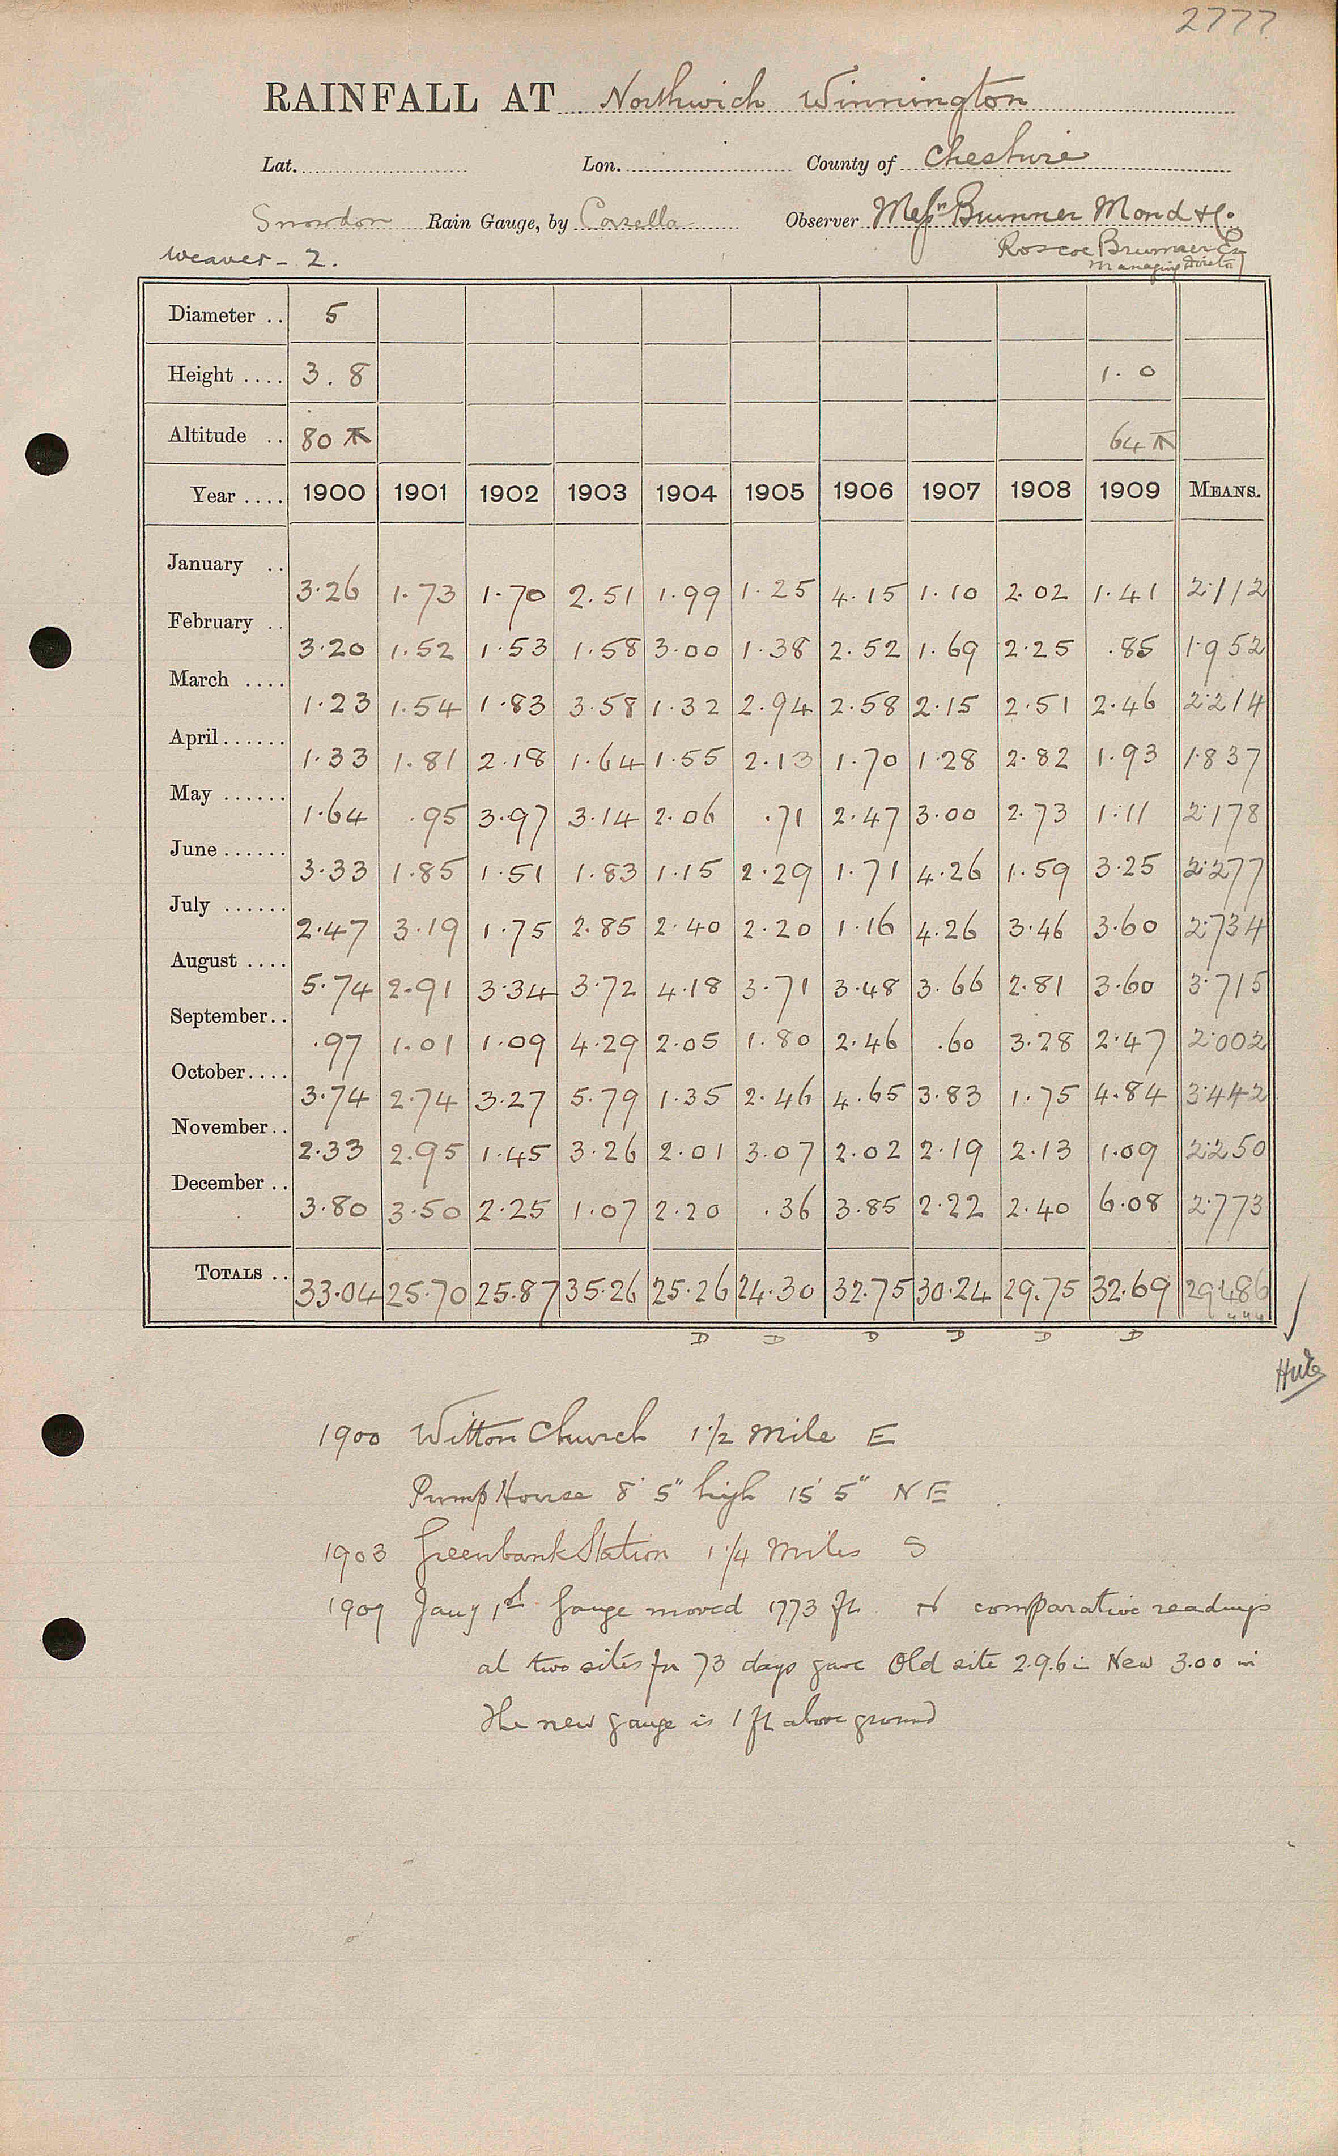 2777
RAINFALL AT Northwich Winnington
Lat. Lon. County of Cheshire
Snowdon Rain Gauge, by Casella Observer Messrs Brunner Mond & Co.
Weaver - 2. Roscoe Brunner Esq
Managing Director
Diameter .. 5
Height .... 3.8 1.0
Altitude .. 80 ⊼ 64 ⊼
Year .... 1900 1901 1902 1903 1904 1905 1906 1907 1908 1909 MEANS.
January .. 3.26 1.73 1.70 2.51 1.99 1.25 4.15 1.10 2.02 1.41 2.112
February .. 3.20 1.52 1.53 1.58 3.00 1.38 2.52 1.69 2.25 .85 1.952
March .... 1.23 1.54 1.83 3.58 1.32 2.94 2.58 2.15 2.51 2.46 2.214
April ...... 1.33 1.81 2.18 1.64 1.55 2.13 1.70 1.28 2.82 1.93 1.837
May ...... 1.64 .95 3.97 3.14 2.06 .71 2.47 3.00 2.73 1.11 2.178
June ...... 3.33 1.85 1.51 1.83 1.15 2.29 1.71 4.26 1.59 3.25 2.277
July ...... 2.47 3.19 1.75 2.85 2.40 2.20 1.16 4.26 3.46 3.60 2.734
August .... 5.74 2.91 3.34 3.72 4.18 3.71 3.48 3.66 2.81 3.60 3.715
September.. .97 1.01 1.09 4.29 2.05 1.80 2.46 .60 3.28 2.47 2.002
October.... 3.74 2.74 3.27 5.79 1.35 2.46 4.65 3.83 1.75 4.84 3.442
November.. 2.33 2.95 1.45 3.26 2.01 3.07 2.02 2.19 2.13 1.09 2.250
December .. 3.80 3.50 2.25 1.07 2.20 .36 3.85 2.22 2.40 6.08 2.773
TOTALS .. 33.04 25.70 25.87 35.26 25.26 24.30 32.75 30.24 29.75 32.69 29.486
D D D D D D
1900 Witton Church 1 1/2 mile E
Pump House 8' 5" high 15' 5" NE
1903 Greenbank Station 1 1/4 Miles S
1909 Jany 1st Gauge moved 1773 ft comparative readings
at two sites for 73 days gave Old site 2.96 in New 3.00 in
The new gauge is 1 ft above ground